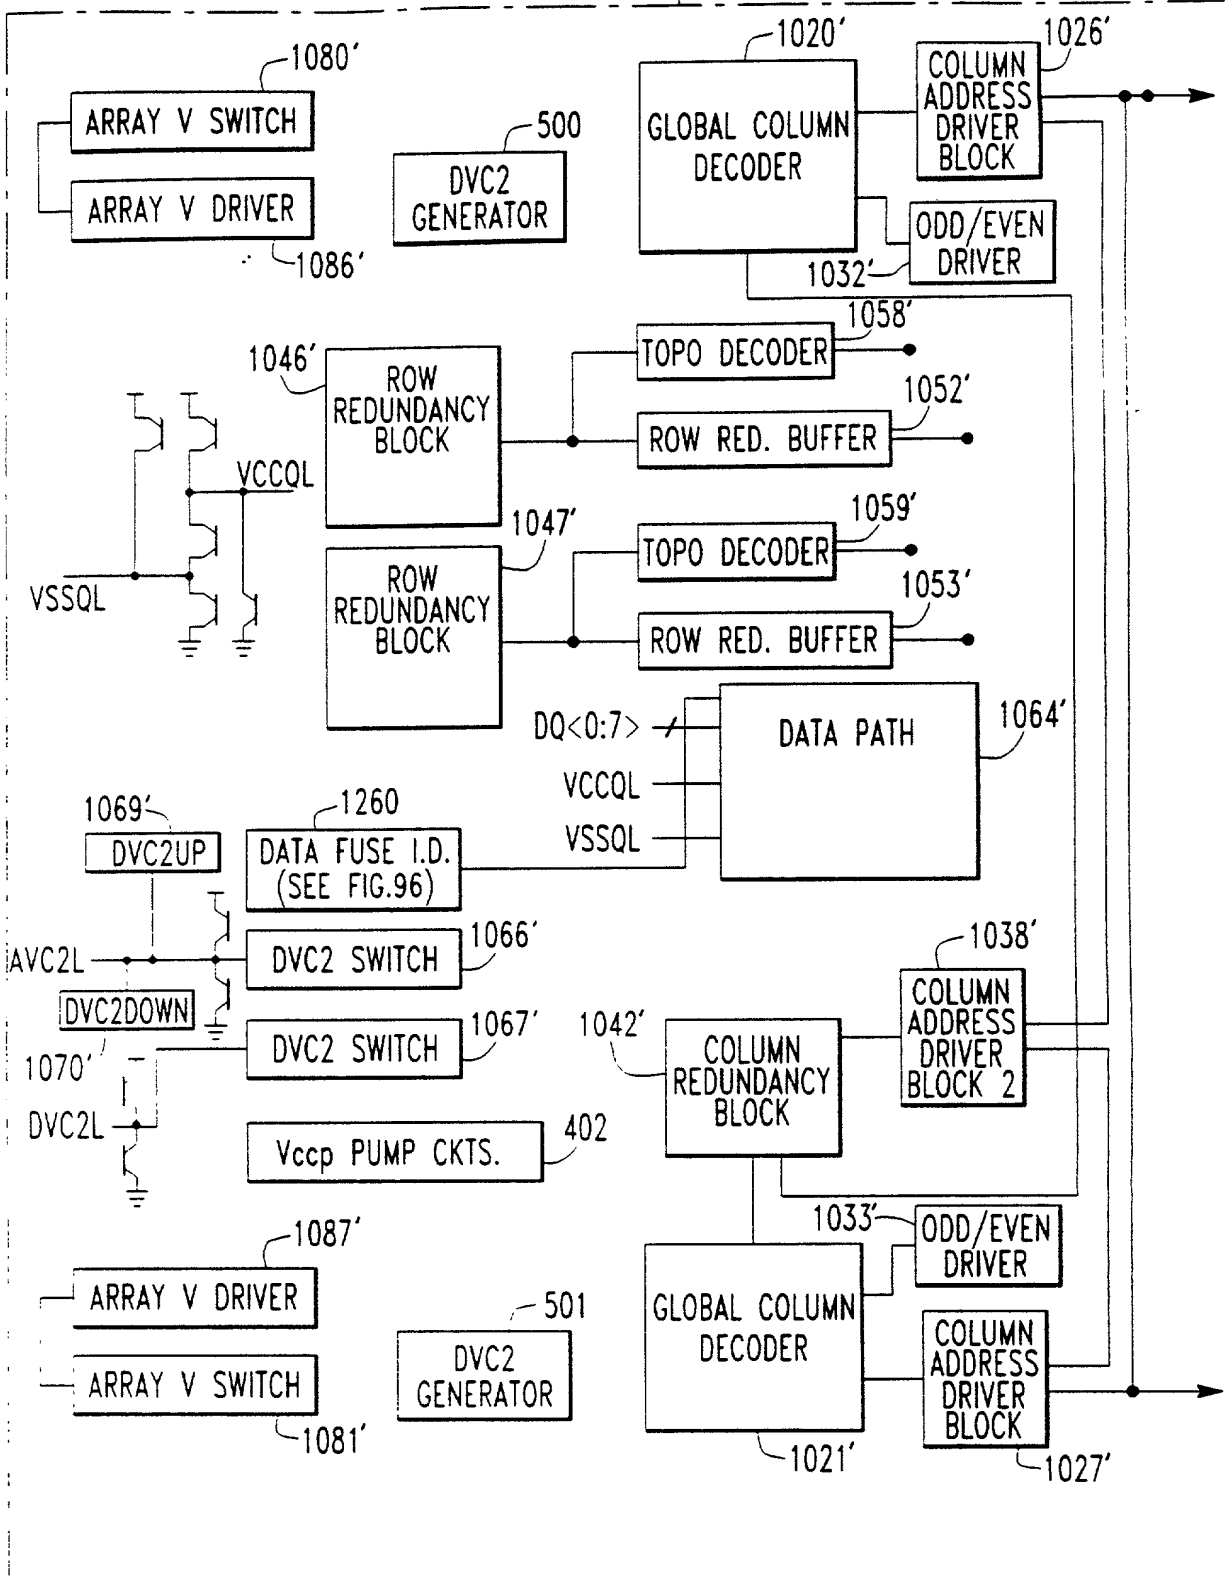 1080′
ARRAY V SWITCH
ARRAY V DRIVER
1086′
500
DVC2
GENERATOR
1020′
GLOBAL COLUMN
DECODER
1026′
COLUMN
ADDRESS
DRIVER
BLOCK
ODD/EVEN
DRIVER
1032′
1046′
ROW
REDUNDANCY
BLOCK
1058′
TOPO DECODER
1052′
ROW RED. BUFFER
VCCQL
VSSQL
1047′
ROW
REDUNDANCY
BLOCK
1059′
TOPO DECODER
1053′
ROW RED. BUFFER
DQ<0:7>
VCCQL
VSSQL
DATA PATH
1064′
1069′
DVC2UP
1260
DATA FUSE I.D.
(SEE FIG.96)
AVC2L
DVC2 SWITCH
1066′
DVC2DOWN
1070′
DVC2 SWITCH
1067′
DVC2L
Vccp PUMP CKTS.
402
1042′
COLUMN
REDUNDANCY
BLOCK
1038′
COLUMN
ADDRESS
DRIVER
BLOCK 2
1087′
ARRAY V DRIVER
ARRAY V SWITCH
1081′
501
DVC2
GENERATOR
1033′
ODD/EVEN
DRIVER
GLOBAL COLUMN
DECODER
1021′
COLUMN
ADDRESS
DRIVER
BLOCK
1027′